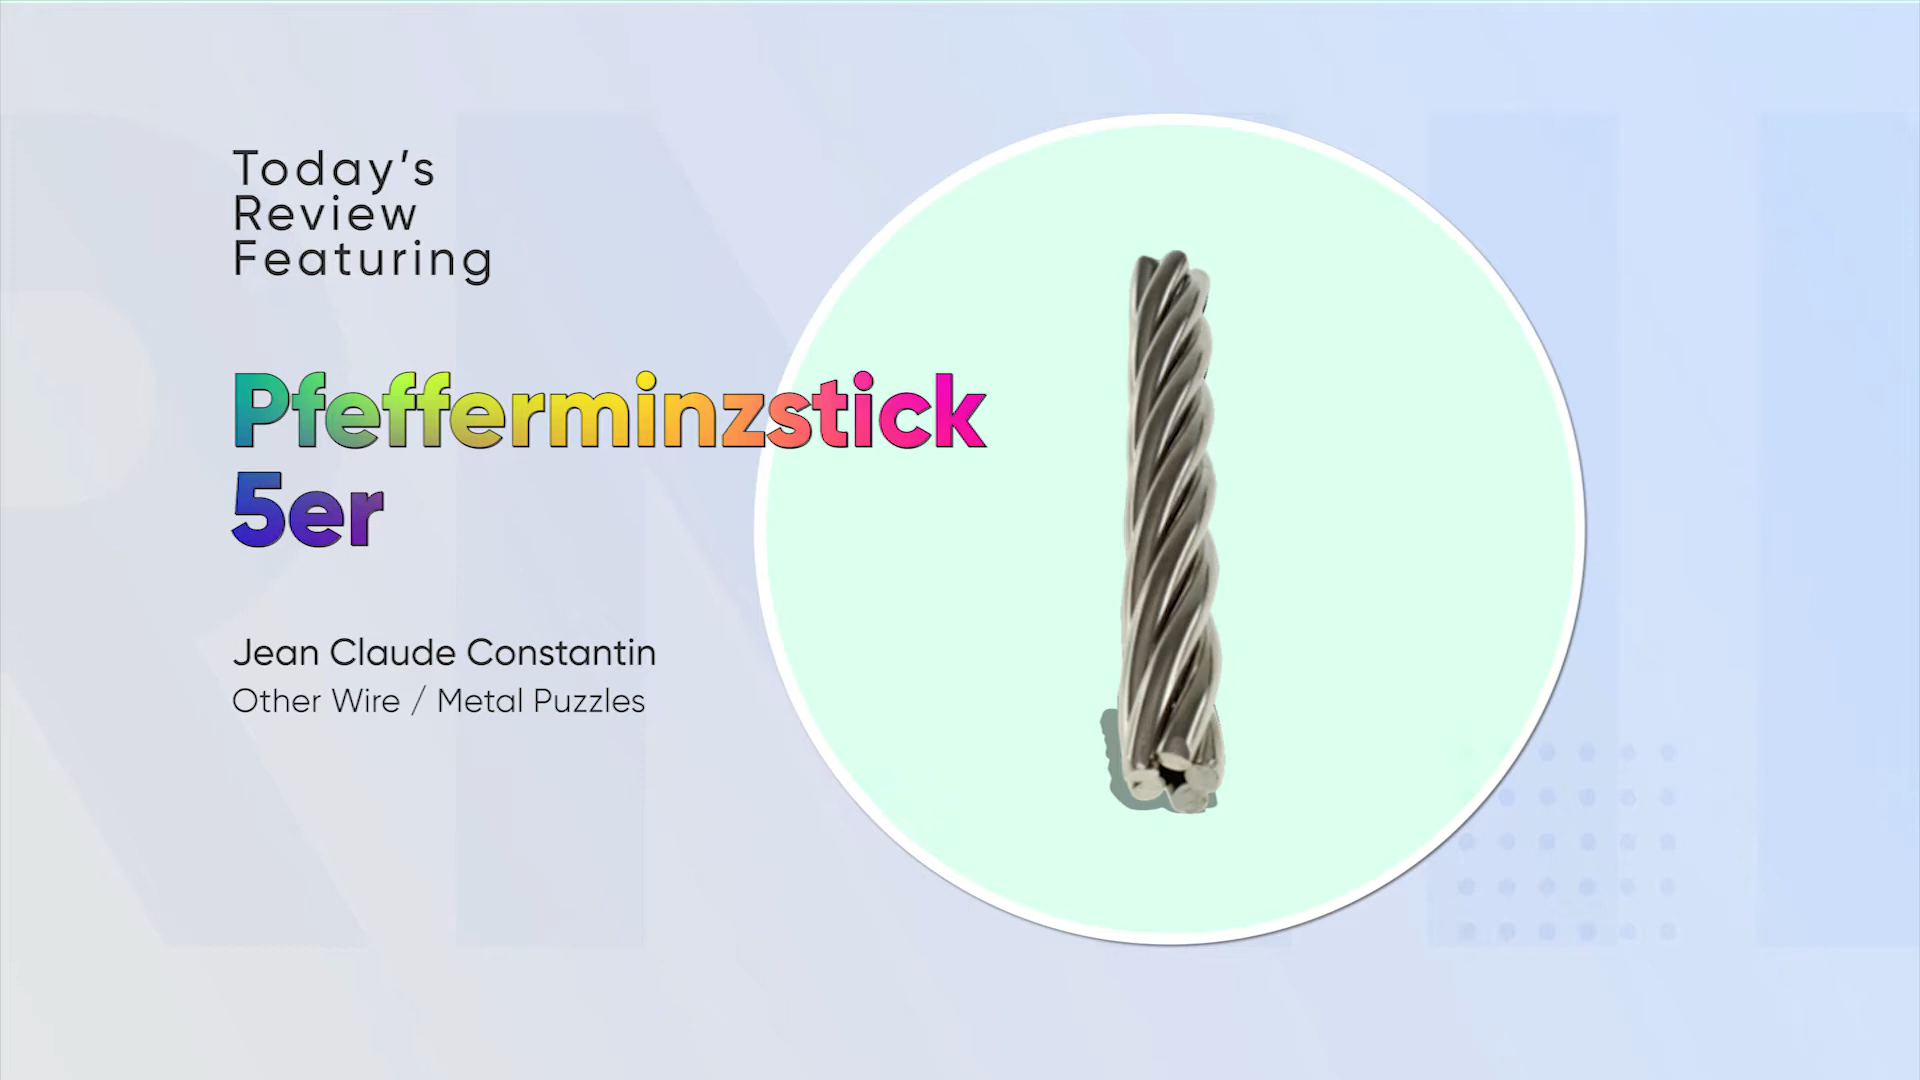 Today’s
Review
Featuring
Pfefferminzstick
5er
Jean Claude Constantin
Other Wire / Metal Puzzles